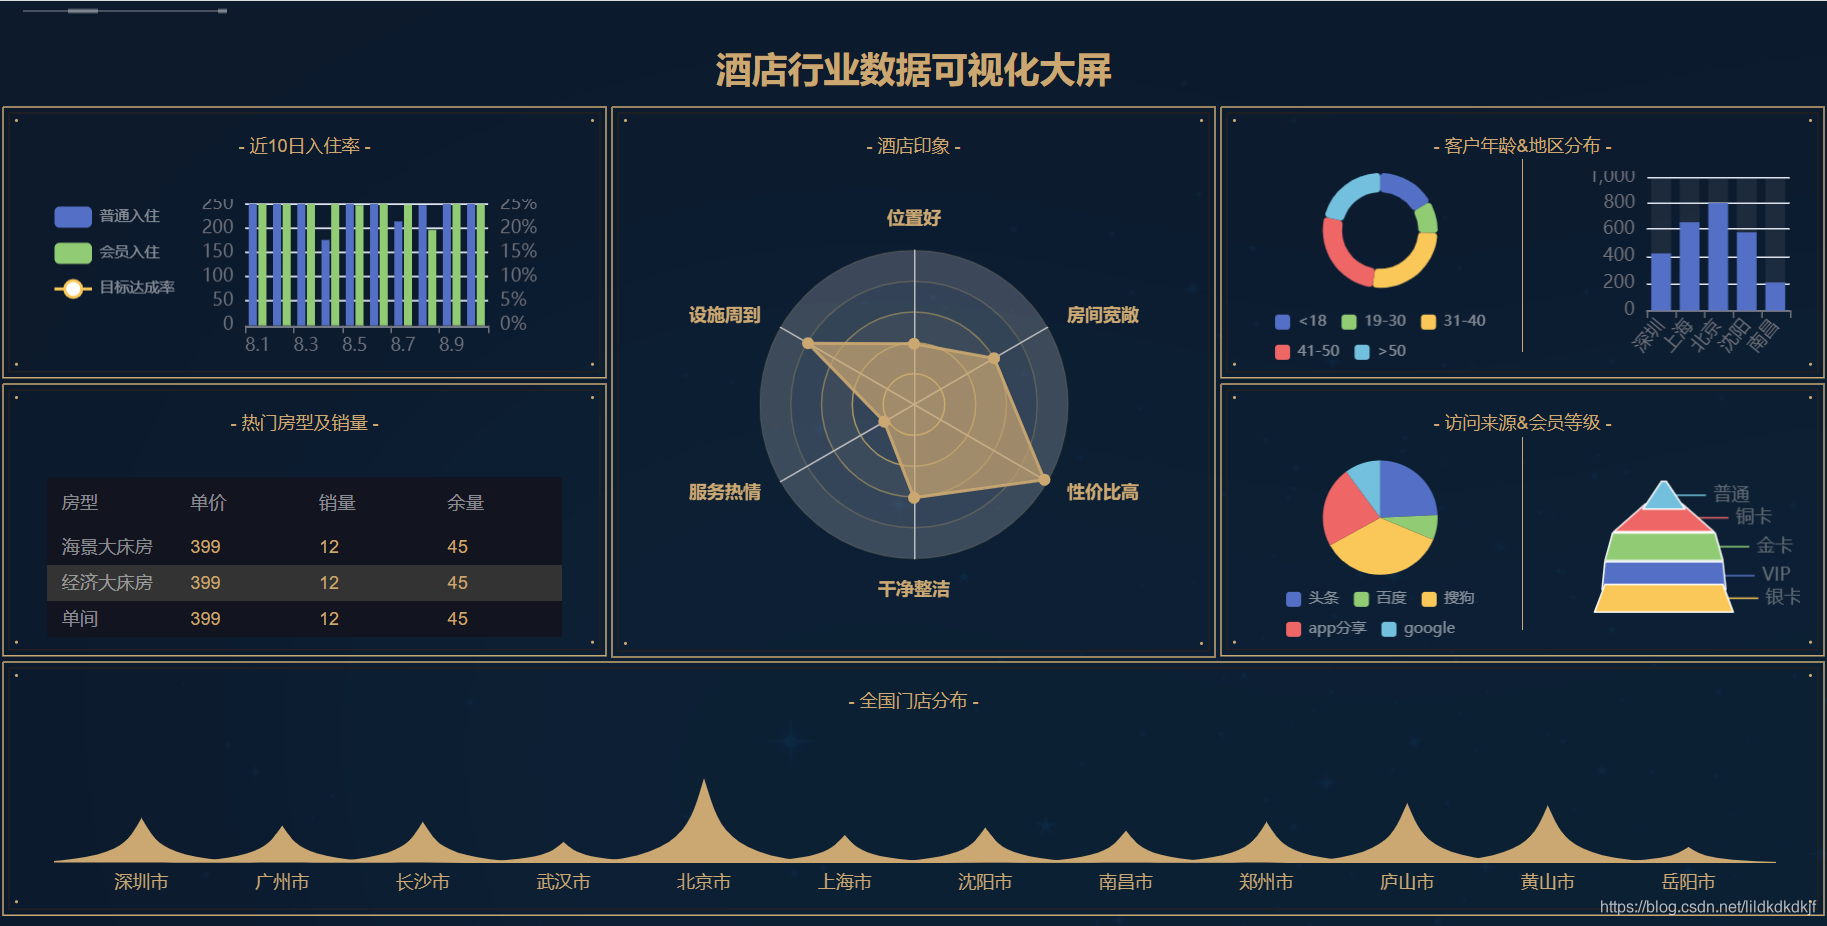 酒店行业数据可视化大屏
- 近10日入住率 -
普通入住
会员入住
目标达成率
250
200
150
100
50
0
25%
20%
15%
10%
5%
0%
8.1 8.3 8.5 8.7 8.9
- 热门房型及销量 -
房型 单价 销量 余量
海景大床房 399 12 45
经济大床房 399 12 45
单间 399 12 45
- 酒店印象 -
位置好
设施周到
房间宽敞
服务热情
性价比高
干净整洁
- 客户年龄&地区分布 -
<18 19-30 31-40
41-50 >50
1,000
800
600
400
200
0
深圳 上海 北京 沈阳 南昌
- 访问来源&会员等级 -
头条 百度 搜狗
app分享 google
普通
铜卡
金卡
VIP
银卡
- 全国门店分布 -
深圳市 广州市 长沙市 武汉市 北京市 上海市 沈阳市 南昌市 郑州市 庐山市 黄山市 岳阳市
https://blog.csdn.net/lildkdkdkjf